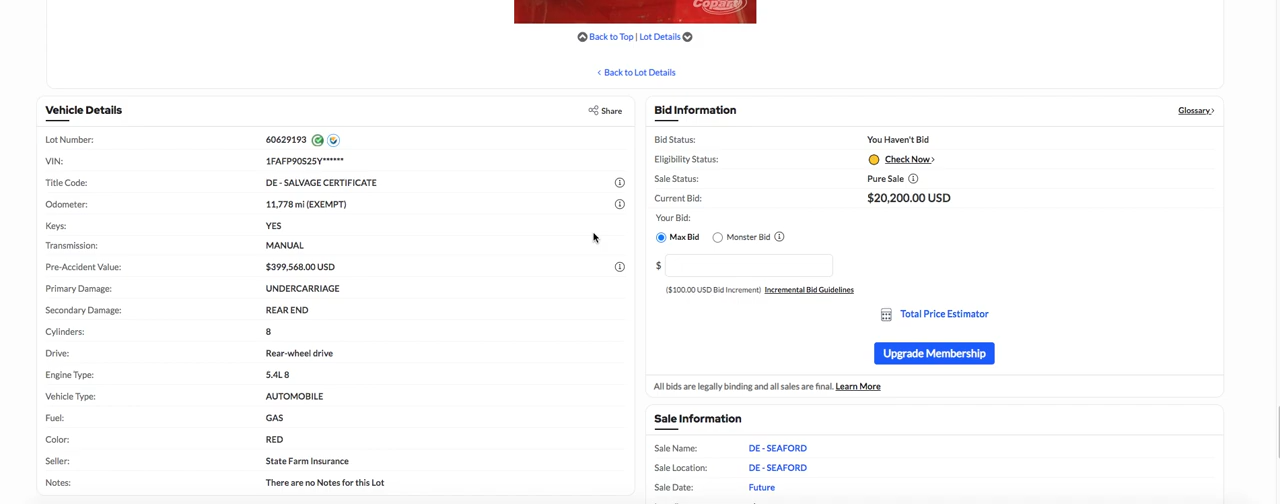 Copart
Back to Top | Lot Details
< Back to Lot Details
Vehicle Details
Share
Lot Number: 60629193
VIN: 1FAFP90S25Y******
Title Code: DE - SALVAGE CERTIFICATE
Odometer: 11,778 mi (EXEMPT)
Keys: YES
Transmission: MANUAL
Pre-Accident Value: $399,568.00 USD
Primary Damage: UNDERCARRIAGE
Secondary Damage: REAR END
Cylinders: 8
Drive: Rear-wheel drive
Engine Type: 5.4L 8
Vehicle Type: AUTOMOBILE
Fuel: GAS
Color: RED
Seller: State Farm Insurance
Notes: There are no Notes for this Lot
Bid Information
Glossary >
Bid Status: You Haven't Bid
Eligibility Status: Check Now >
Sale Status: Pure Sale
Current Bid: $20,200.00 USD
Your Bid:
Max Bid Monster Bid
$
($100.00 USD Bid Increment) Incremental Bid Guidelines
Total Price Estimator
Upgrade Membership
All bids are legally binding and all sales are final. Learn More
Sale Information
Sale Name: DE - SEAFORD
Sale Location: DE - SEAFORD
Sale Date: Future